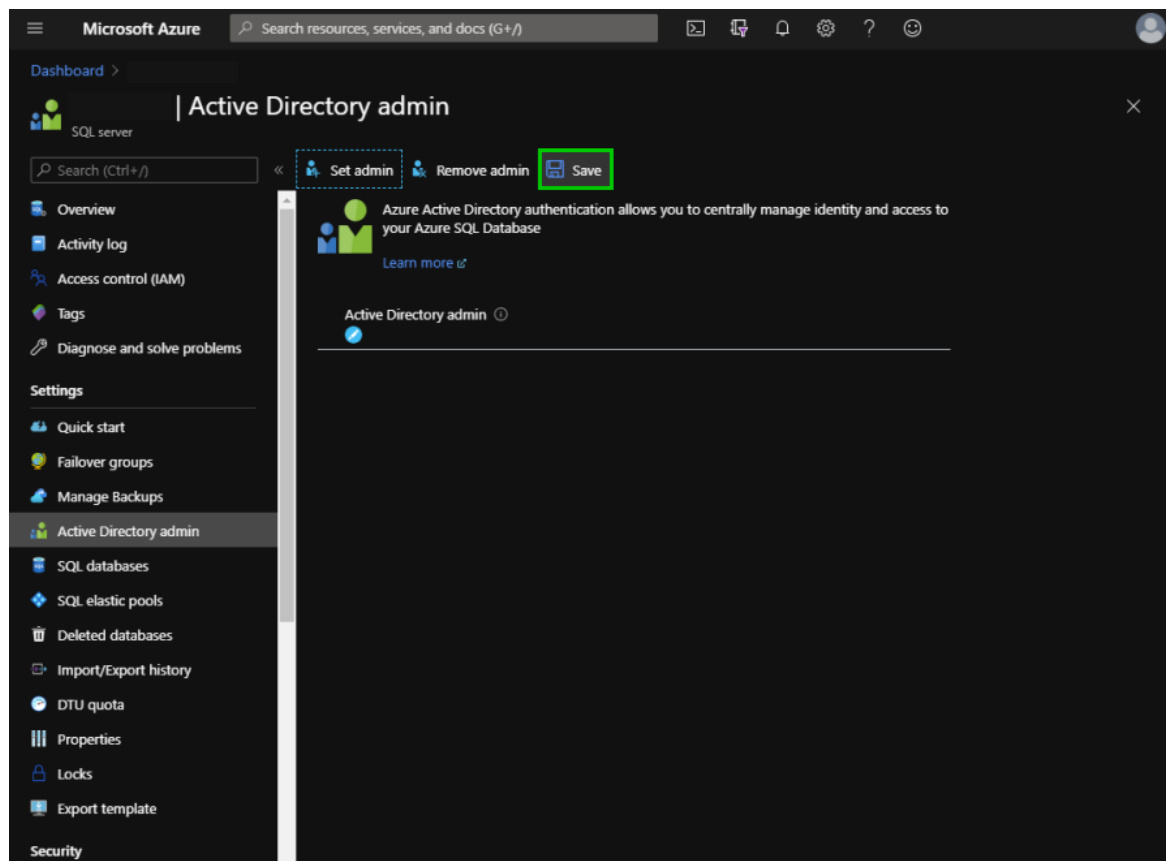 Microsoft Azure
Search resources, services, and docs (G+/)
Dashboard >
| Active Directory admin
SQL server
Search (Ctrl+/)
«
Set admin
Remove admin
Save
Overview
Activity log
Access control (IAM)
Tags
Diagnose and solve problems
Settings
Quick start
Failover groups
Manage Backups
Active Directory admin
SQL databases
SQL elastic pools
Deleted databases
Import/Export history
DTU quota
Properties
Locks
Export template
Security
Azure Active Directory authentication allows you to centrally manage identity and access to
your Azure SQL Database
Learn more
Active Directory admin